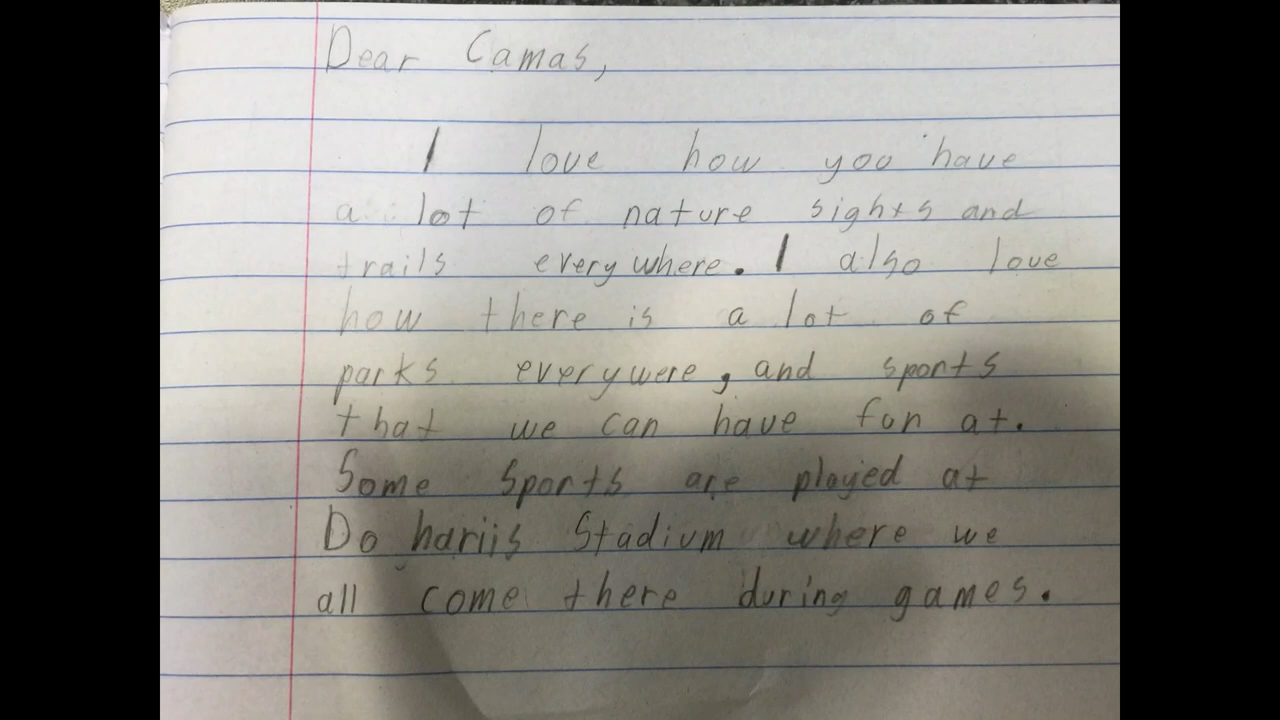 Dear Camas,
I love how you have
a lot of nature sights and
trails everywhere. I also love
how there is a lot of
parks everywere, and sports
that we can have fun at.
Some sports are played at
Do hariis Stadium where we
all come there during games.